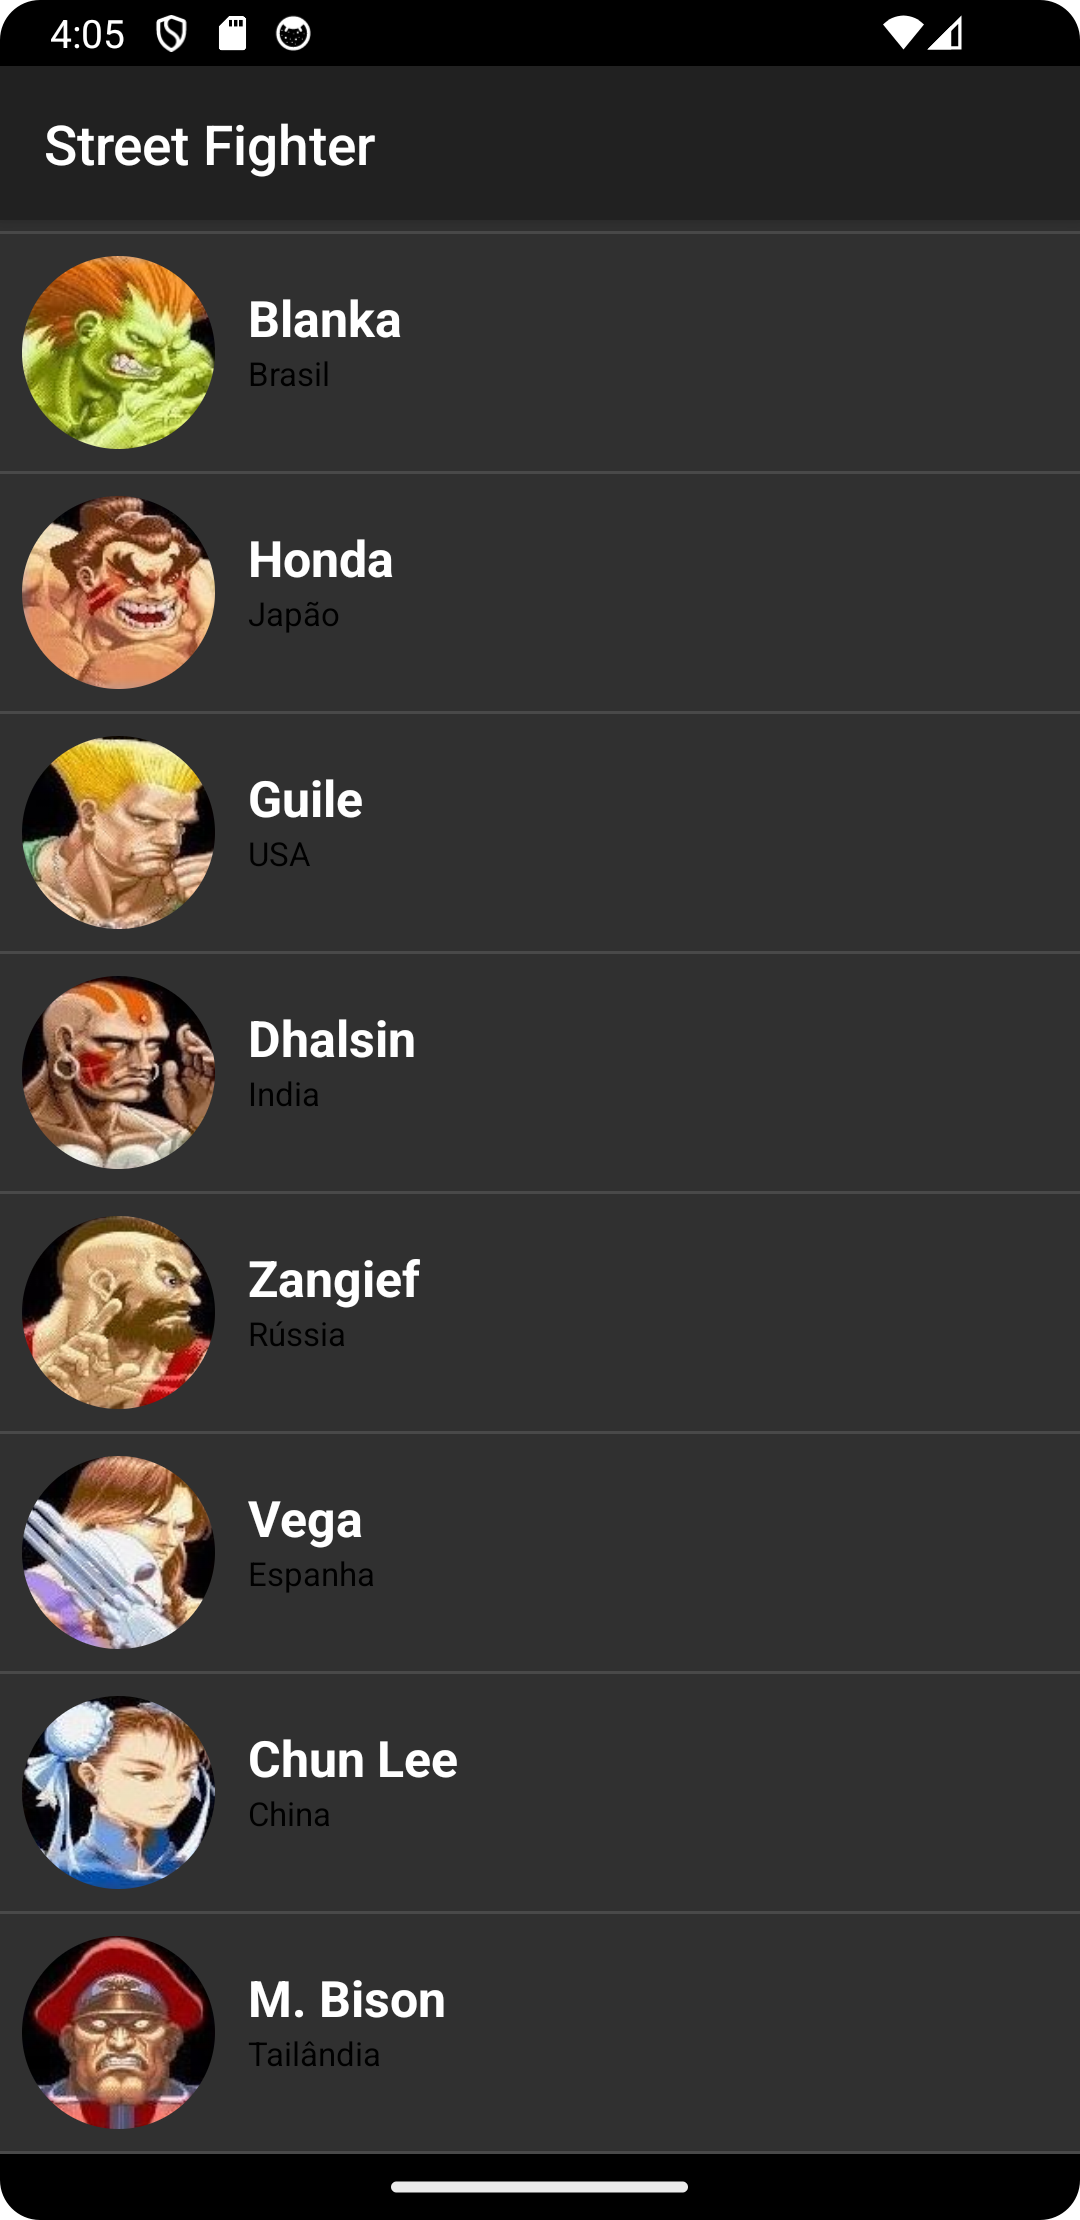 4:05
Street Fighter
Blanka
Brasil
Honda
Japão
Guile
USA
Dhalsin
India
Zangief
Rússia
Vega
Espanha
Chun Lee
China
M. Bison
Tailândia